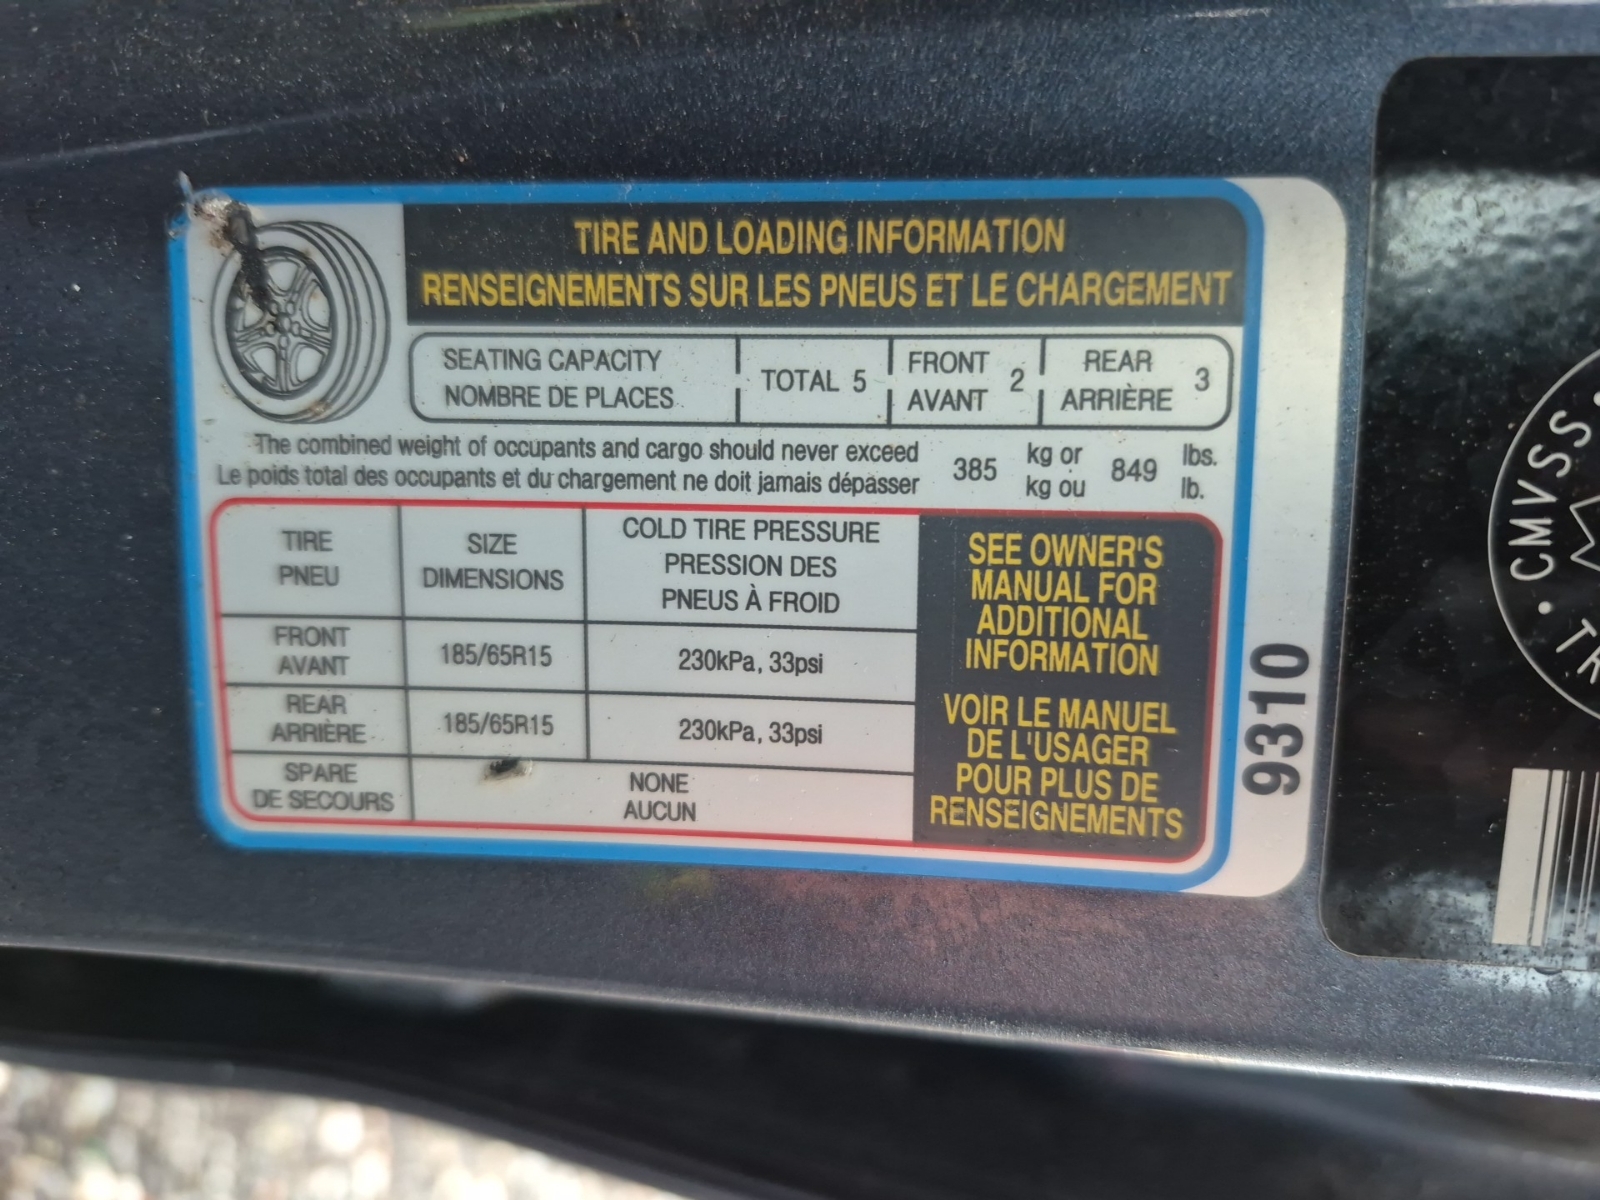 TIRE AND LOADING INFORMATION
RENSEIGNEMENTS SUR LES PNEUS ET LE CHARGEMENT
SEATING CAPACITY
NOMBRE DE PLACES
TOTAL 5
FRONT
AVANT
2
REAR
ARRIÈRE
3
The combined weight of occupants and cargo should never exceed
Le poids total des occupants et du chargement ne doit jamais dépasser
385
kg or
kg ou
849
lbs.
lb.
TIRE
PNEU
SIZE
DIMENSIONS
COLD TIRE PRESSURE
PRESSION DES
PNEUS À FROID
FRONT
AVANT
185/65R15
230kPa, 33psi
REAR
ARRIÈRE
185/65R15
230kPa, 33psi
SPARE
DE SECOURS
NONE
AUCUN
SEE OWNER'S
MANUAL FOR
ADDITIONAL
INFORMATION
VOIR LE MANUEL
DE L'USAGER
POUR PLUS DE
RENSEIGNEMENTS
9310
CMVSS